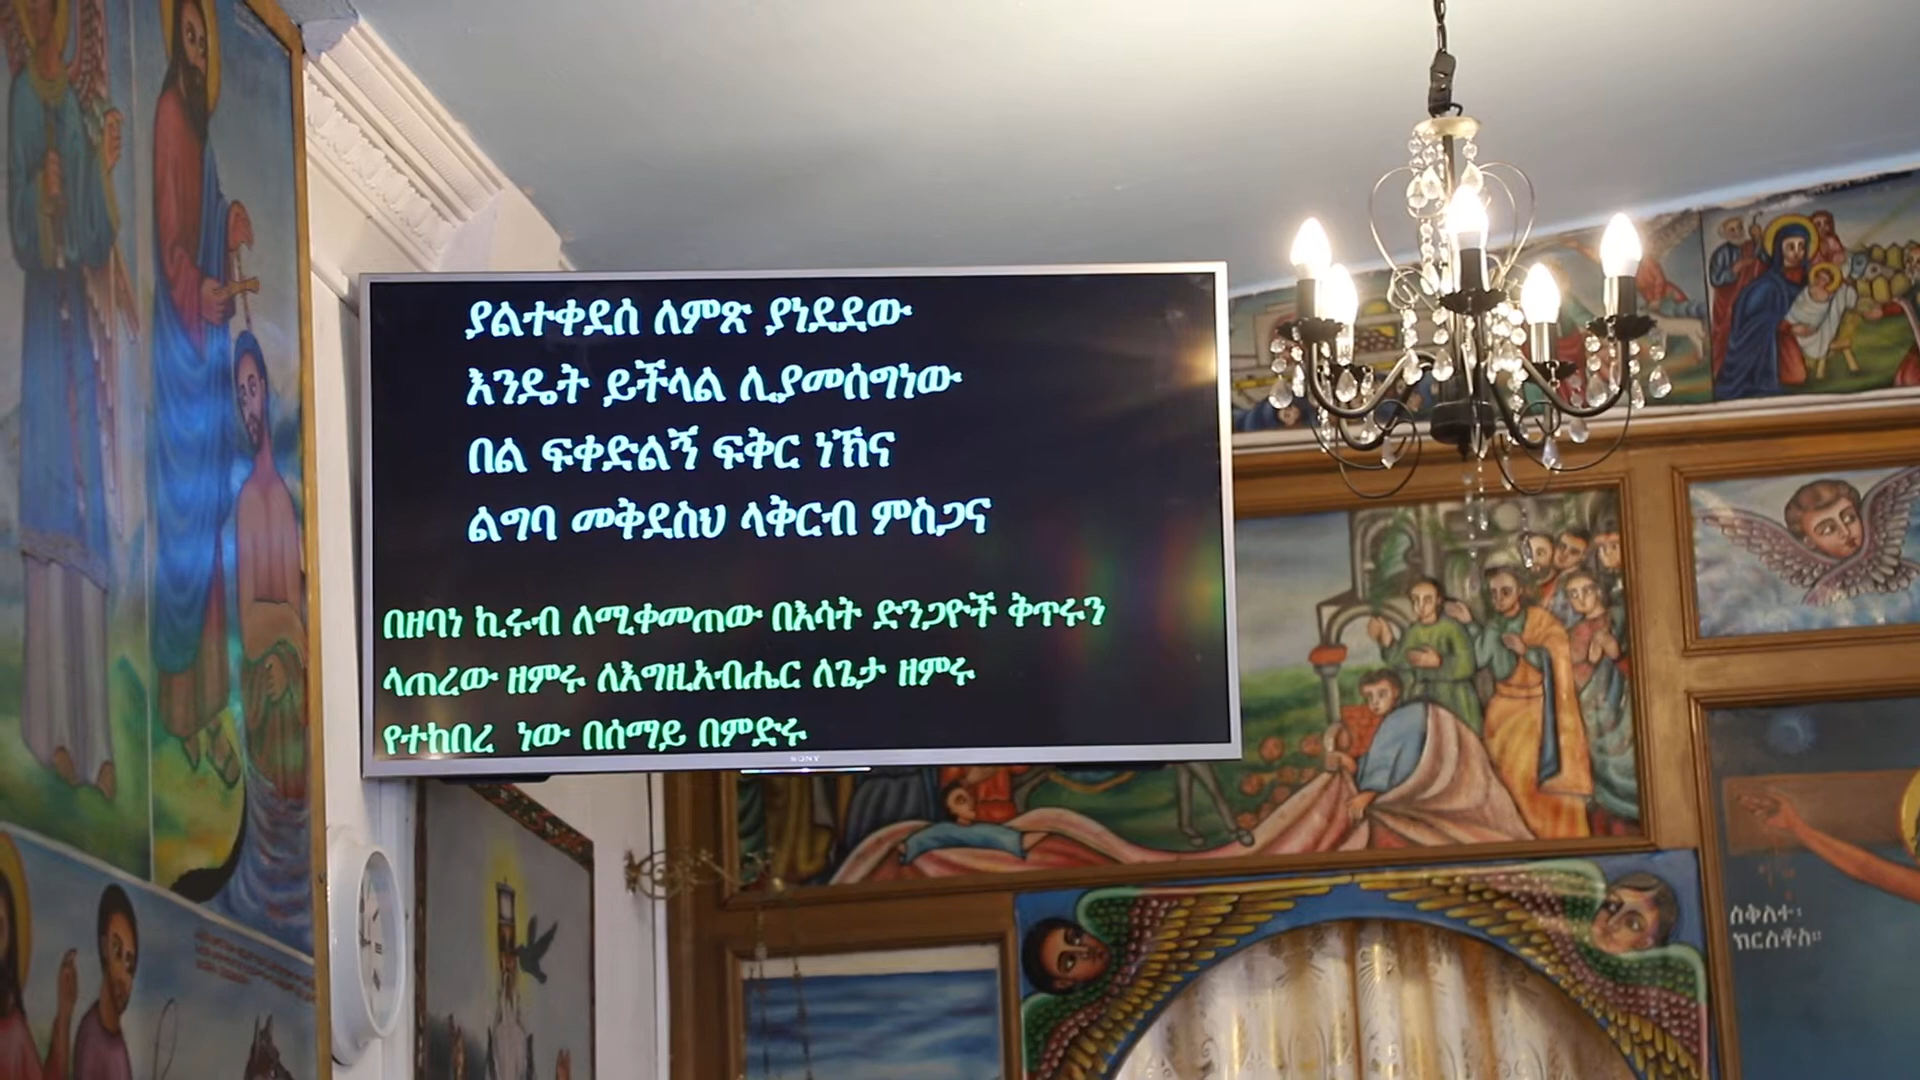 ያልተቀደሰ ለምጽ ያነደደው
እንዴት ይችላል ሊያመሰግነው
በል ፍቀድልኝ ፍቅር ነኽና
ልግባ መቅደስህ ላቅርብ ምስጋና
በዘባነ ኪሩብ ለሚቀመጠው በእሳት ድንጋዮች ቅጥሩን
ላጠረው ዘምሩ ለእግዚአብሔር ለጌታ ዘምሩ
የተከበረ ነው በሰማይ በምድሩ
SONY
ስቅለተ፡
ክርስቶስ።